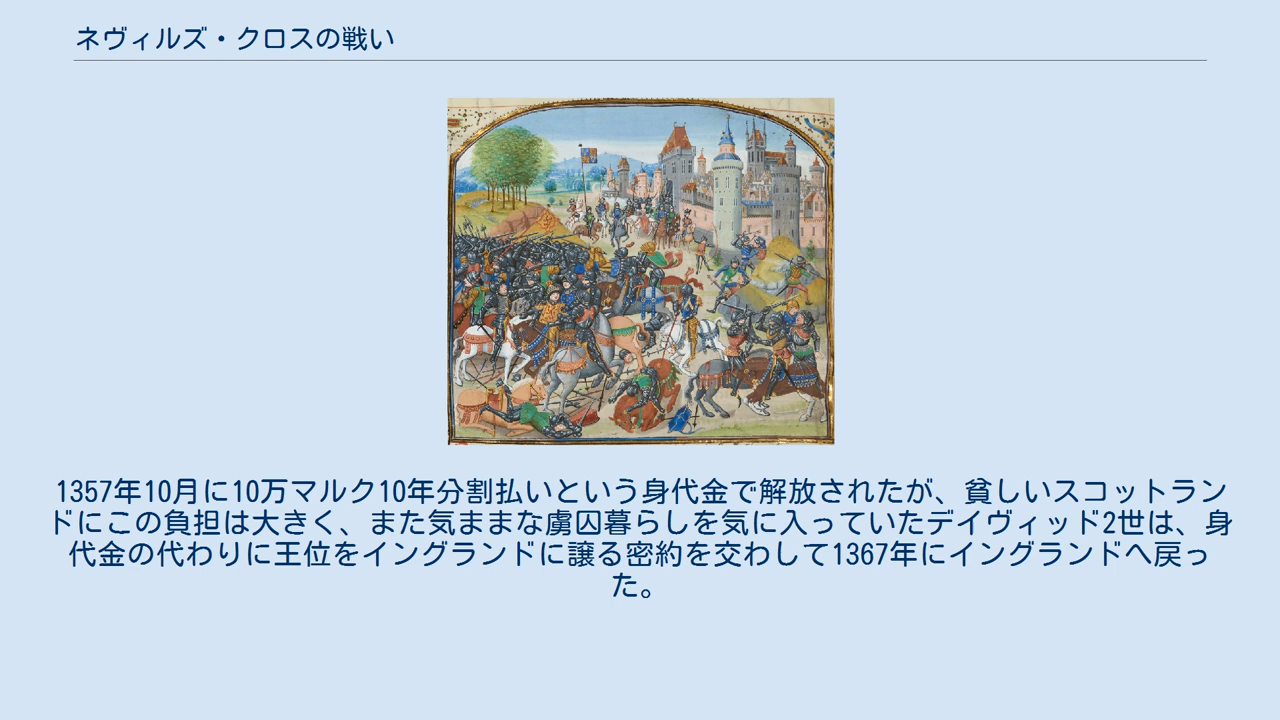 ネヴィルズ・クロスの戦い
1357年10月に10万マルク10年分割払いという身代金で解放されたが、貧しいスコットラン
ドにこの負担は大きく、また気ままな虜囚暮らしを気に入っていたデイヴィッド2世は、身
代金の代わりに王位をイングランドに譲る密約を交わして1367年にイングランドへ戻っ
た。